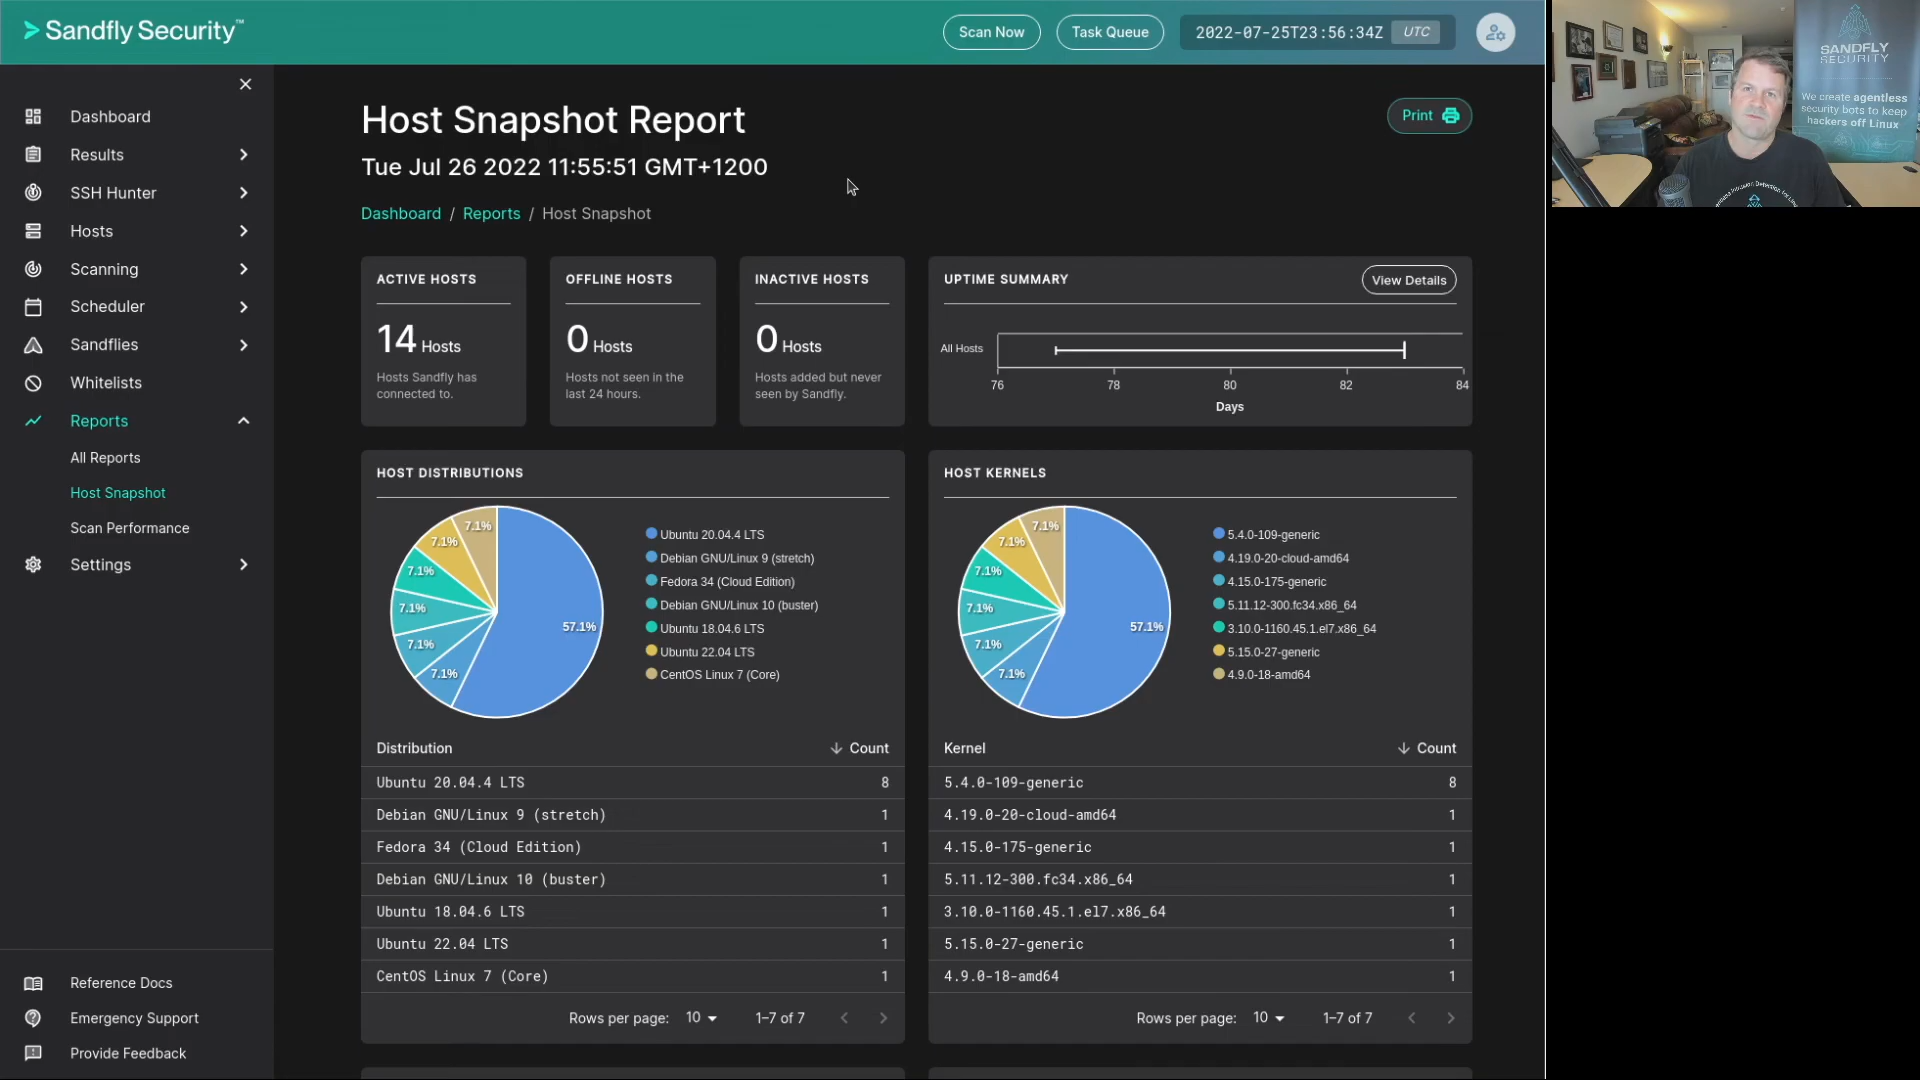 Sandfly Security™
Scan Now
Task Queue
2022-07-25T23:56:34Z UTC
Dashboard
Results
SSH Hunter
Hosts
Scanning
Scheduler
Sandflies
Whitelists
Reports
All Reports
Host Snapshot
Scan Performance
Settings
Reference Docs
Emergency Support
Provide Feedback
Host Snapshot Report
Print
Tue Jul 26 2022 11:55:51 GMT+1200
Dashboard / Reports / Host Snapshot
ACTIVE HOSTS
14 Hosts
Hosts Sandfly has
connected to.
OFFLINE HOSTS
0 Hosts
Hosts not seen in the
last 24 hours.
INACTIVE HOSTS
0 Hosts
Hosts added but never
seen by Sandfly.
UPTIME SUMMARY
View Details
All Hosts
76 78 80 82 84
Days
HOST DISTRIBUTIONS
7.1%
7.1%
7.1%
7.1%
7.1%
7.1%
57.1%
Ubuntu 20.04.4 LTS
Debian GNU/Linux 9 (stretch)
Fedora 34 (Cloud Edition)
Debian GNU/Linux 10 (buster)
Ubuntu 18.04.6 LTS
Ubuntu 22.04 LTS
CentOS Linux 7 (Core)
Distribution Count
Ubuntu 20.04.4 LTS 8
Debian GNU/Linux 9 (stretch) 1
Fedora 34 (Cloud Edition) 1
Debian GNU/Linux 10 (buster) 1
Ubuntu 18.04.6 LTS 1
Ubuntu 22.04 LTS 1
CentOS Linux 7 (Core) 1
Rows per page: 10 1–7 of 7
HOST KERNELS
7.1%
7.1%
7.1%
7.1%
7.1%
7.1%
57.1%
5.4.0-109-generic
4.19.0-20-cloud-amd64
4.15.0-175-generic
5.11.12-300.fc34.x86_64
3.10.0-1160.45.1.el7.x86_64
5.15.0-27-generic
4.9.0-18-amd64
Kernel Count
5.4.0-109-generic 8
4.19.0-20-cloud-amd64 1
4.15.0-175-generic 1
5.11.12-300.fc34.x86_64 1
3.10.0-1160.45.1.el7.x86_64 1
5.15.0-27-generic 1
4.9.0-18-amd64 1
Rows per page: 10 1–7 of 7
SANDFLY
SECURITY
We create agentless
security bots to keep
hackers off Linux